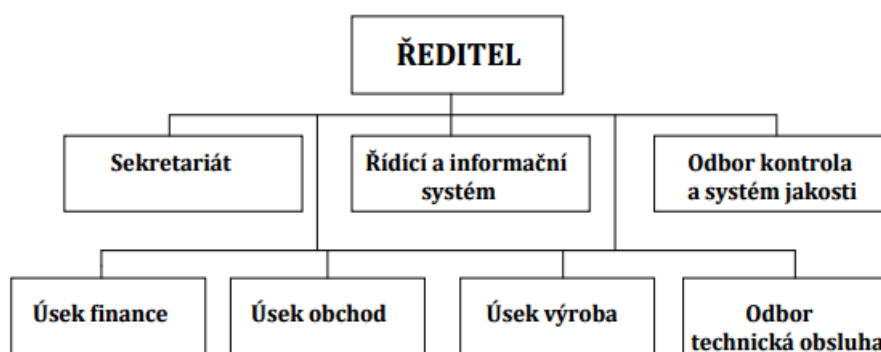 ŘEDITEL
Sekretariát
Řídící a informační
systém
Odbor kontrola
a systém jakosti
Úsek finance
Úsek obchod
Úsek výroba
Odbor
technická obsluha